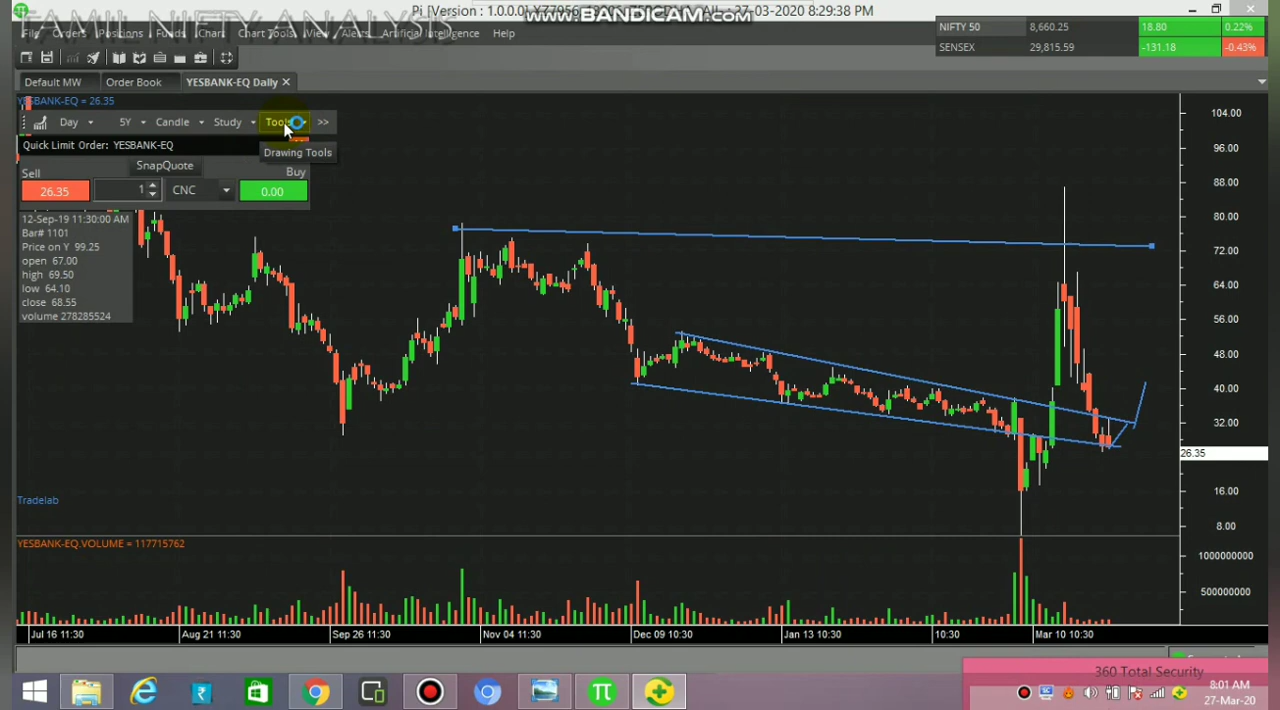 TAMIL NIFTY ANALYSIS
www.BANDICAM.com
27-03-2020 8:29:38 PM
Pi [Version : 1.0.0.0]
File Orders Positions Funds Chart Chart Tools View Alerts Artificial Intelligence Help
NIFTY 50 8,660.25 18.80 0.22%
SENSEX 29,815.59 -131.18 -0.43%
Default MW Order Book YESBANK-EQ Daily
YESBANK-EQ = 26.35
Day 5Y Candle Study Tools >>
Quick Limit Order: YESBANK-EQ
Drawing Tools
SnapQuote
Sell Buy
26.35 1 CNC 0.00
12-Sep-19 11:30:00 AM
Bar# 1101
Price on Y 99.25
open 67.00
high 69.50
low 64.10
close 68.55
volume 278285524
104.00
96.00
88.00
80.00
72.00
64.00
56.00
48.00
40.00
32.00
26.35
16.00
8.00
Tradelab
YESBANK-EQ.VOLUME = 117715762
1000000000
500000000
Jul 16 11:30 Aug 21 11:30 Sep 26 11:30 Nov 04 11:30 Dec 09 10:30 Jan 13 10:30 10:30 Mar 10 10:30
360 Total Security
8:01 AM
27-Mar-20